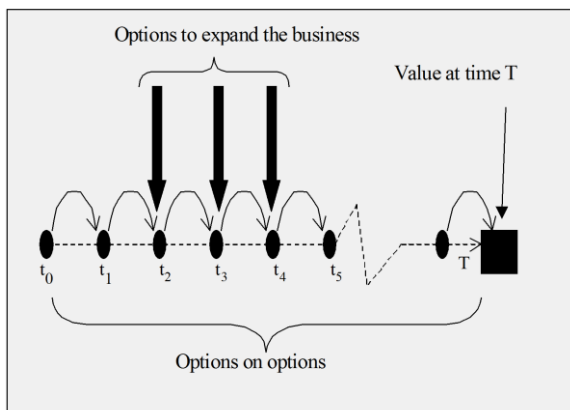 Options to expand the business
Value at time T
t₀ t₁ t₂ t₃ t₄ t₅ T
Options on options